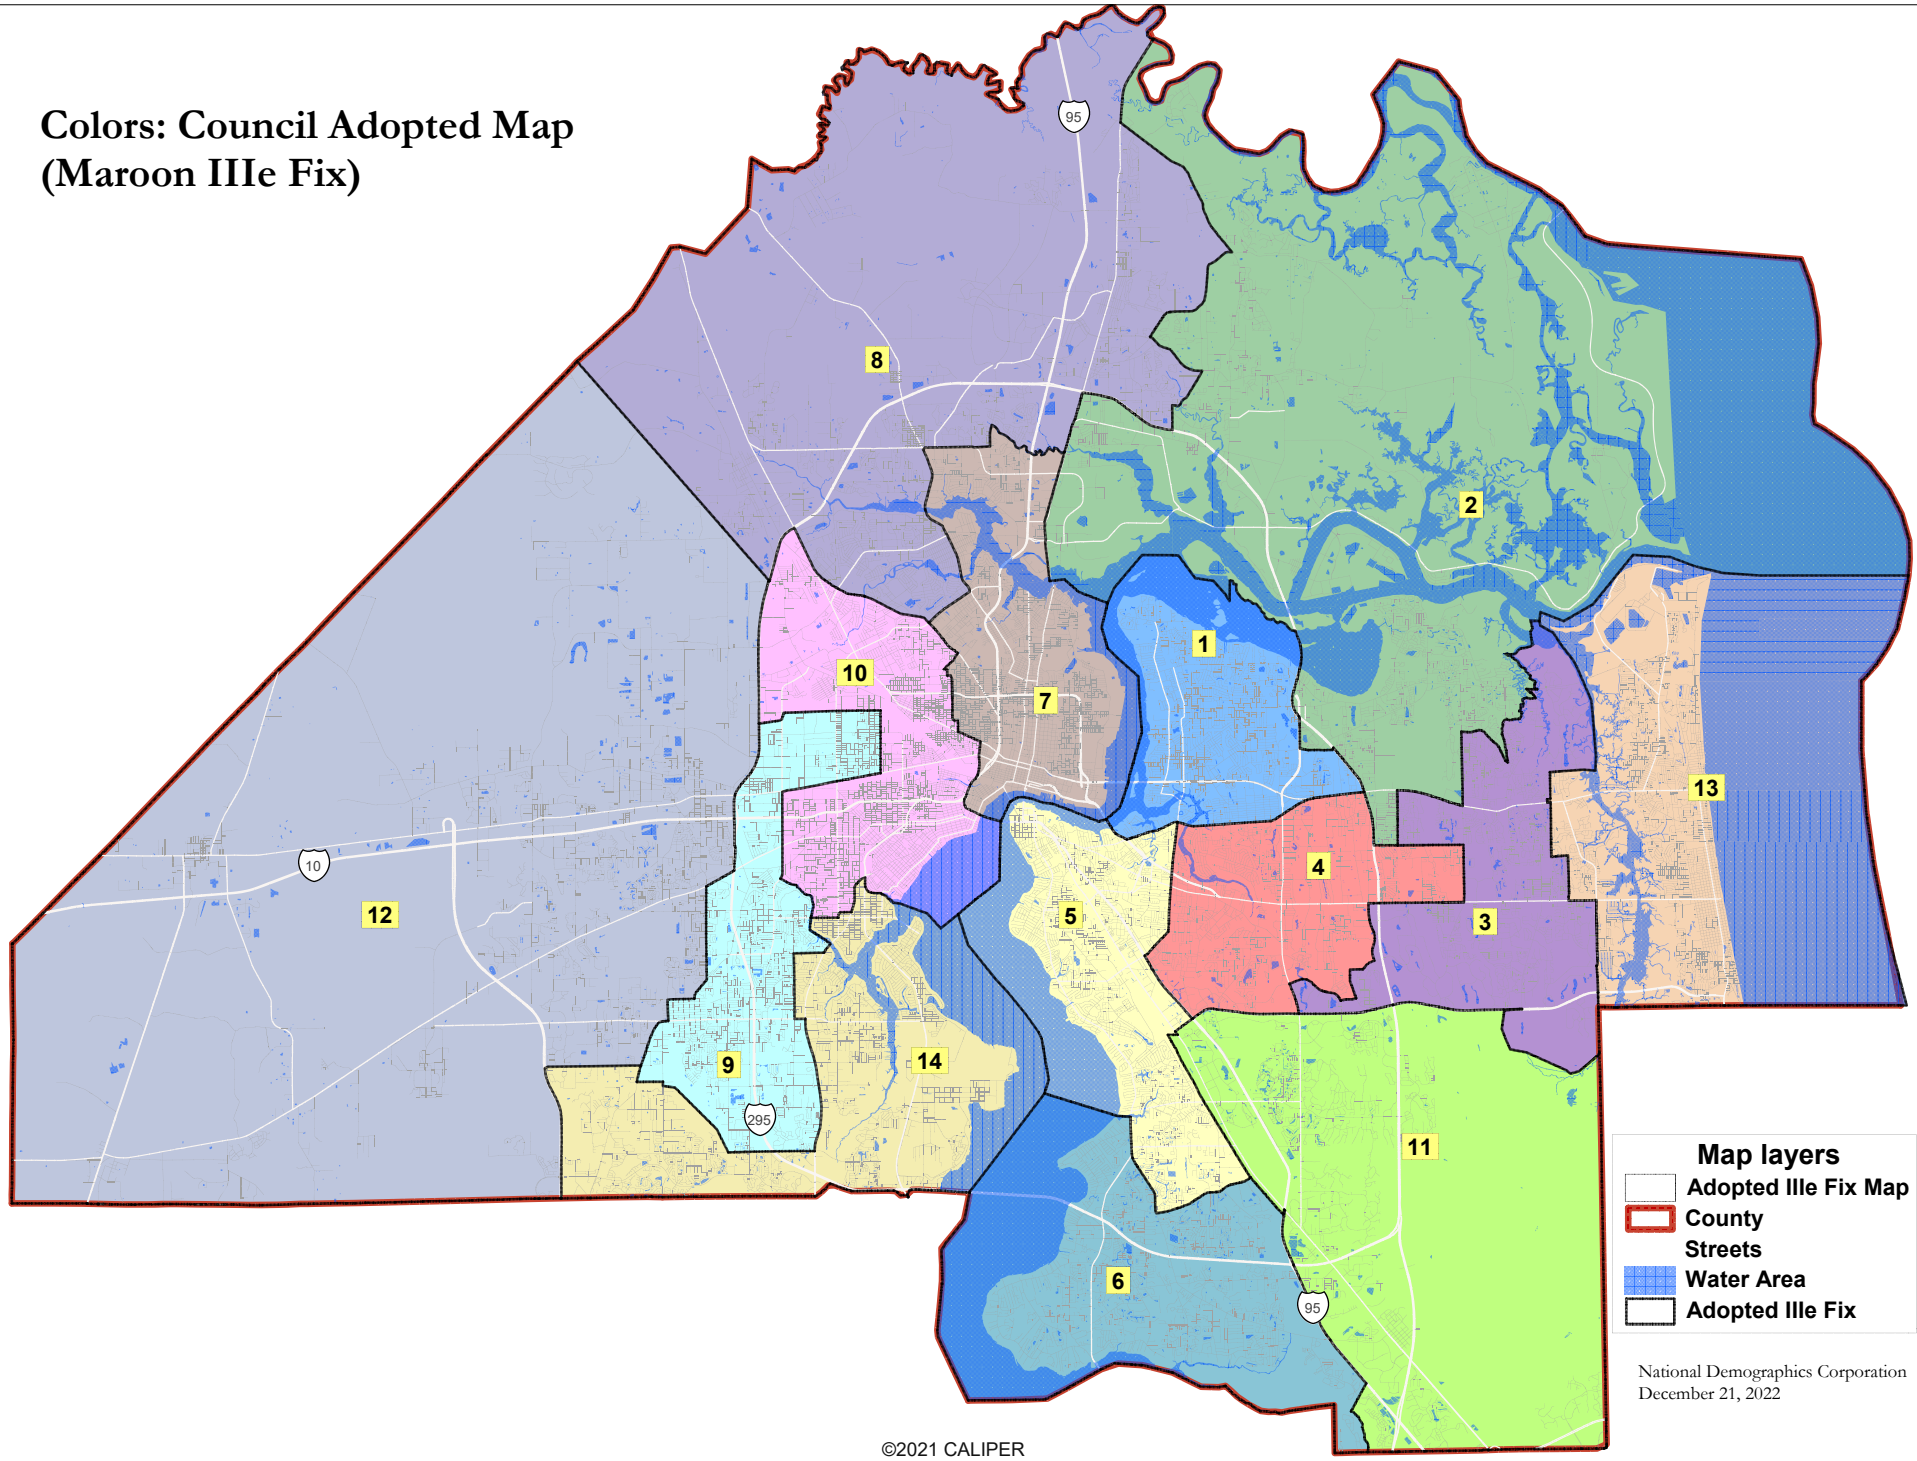 Colors: Council Adopted Map
(Maroon IIIe Fix)
95
8
2
1
10
7
13
10
4
12
5
3
9
14
295
11
6
95
Map layers
Adopted IIIe Fix Map
County
Streets
Water Area
Adopted IIIe Fix
National Demographics Corporation
December 21, 2022
©2021 CALIPER